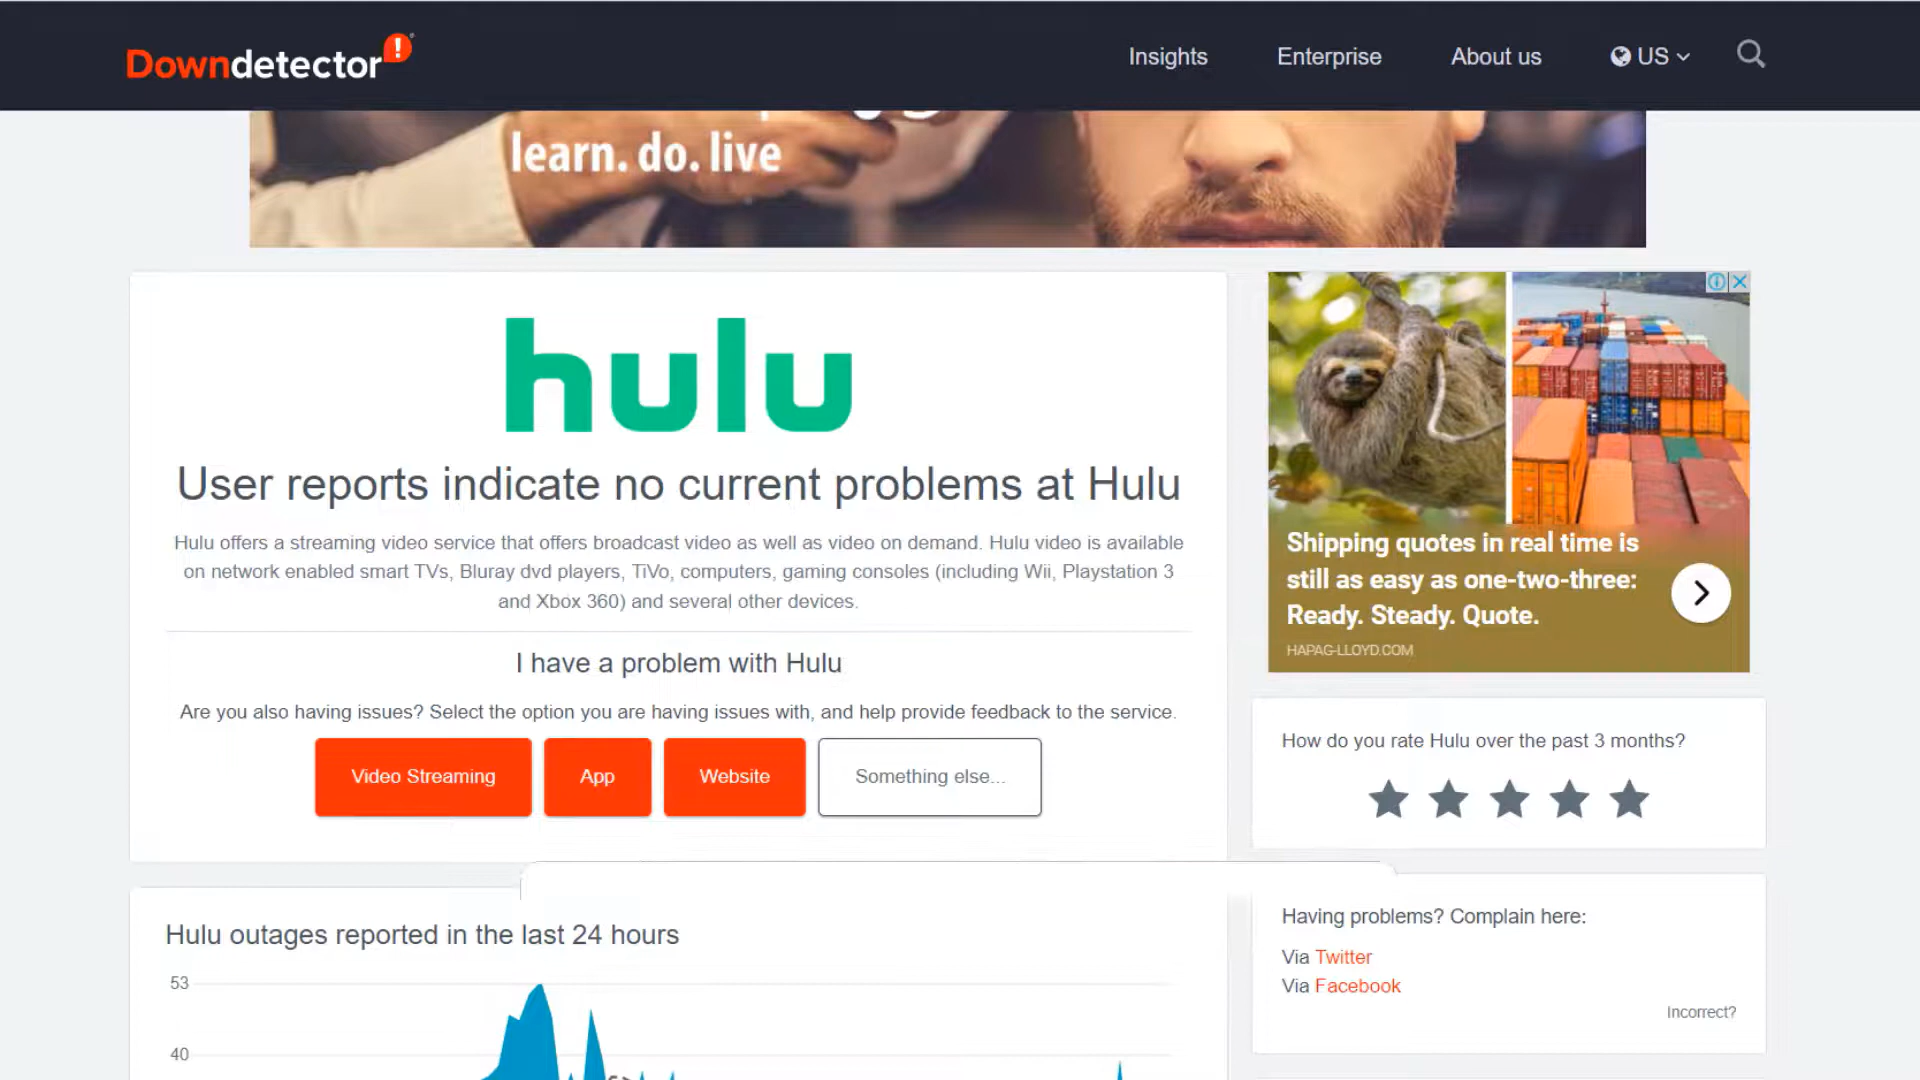 Downdetector
Insights
Enterprise
About us
US
learn. do. live
hulu
User reports indicate no current problems at Hulu
Hulu offers a streaming video service that offers broadcast video as well as video on demand. Hulu video is available
on network enabled smart TVs, Bluray dvd players, TiVo, computers, gaming consoles (including Wii, Playstation 3
and Xbox 360) and several other devices.
I have a problem with Hulu
Are you also having issues? Select the option you are having issues with, and help provide feedback to the service.
Video Streaming
App
Website
Something else...
Hulu outages reported in the last 24 hours
53
40
Shipping quotes in real time is
still as easy as one-two-three:
Ready. Steady. Quote.
HAPAG-LLOYD.COM
How do you rate Hulu over the past 3 months?
Having problems? Complain here:
Via Twitter
Via Facebook
Incorrect?